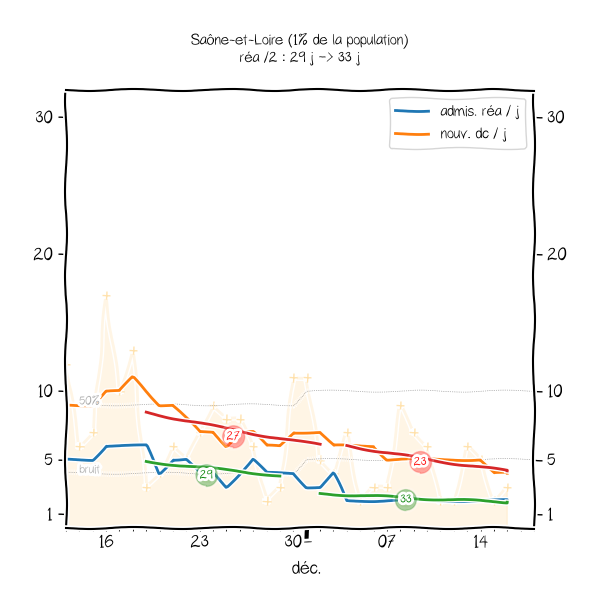 Saône-et-Loire (1% de la population)
réa /2 : 29 j -> 33 j
admis. réa / j
nouv. dc / j
30 30
20 20
10 10
50%
27
5 5
23
bruit
29
33
1 1
16 23 30 07 14
déc.